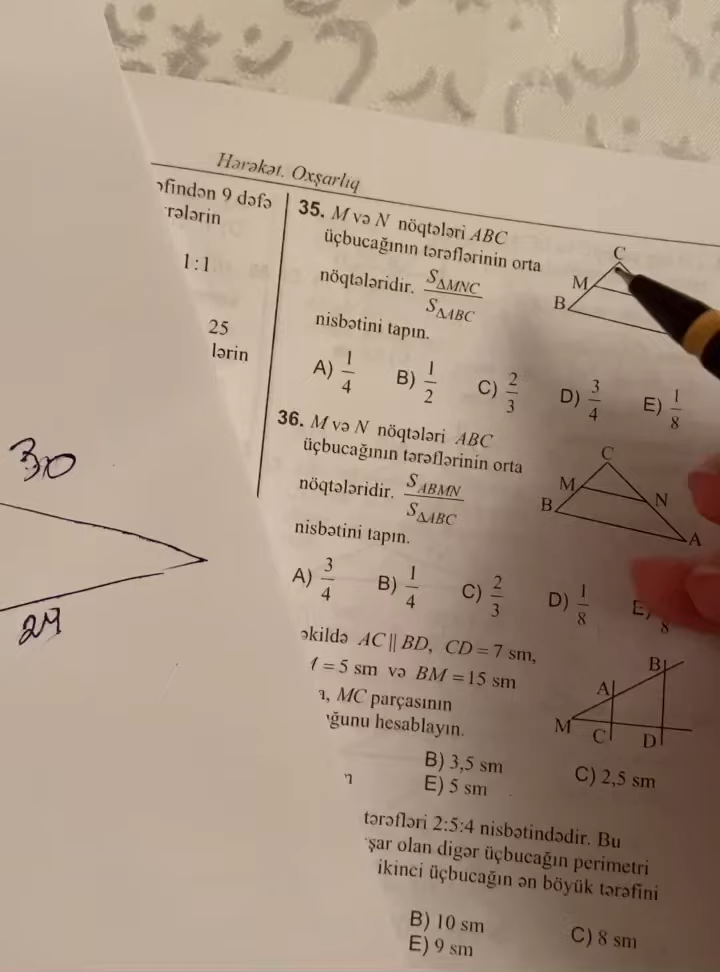 Hərəkət. Oxşarlıq
əfindən 9 dəfə
rələrin
1:1
25
lərin
30
24
35. M və N nöqtələri ABC
üçbucağının tərəflərinin orta
nöqtələridir. S△MNC / S△ABC
nisbətini tapın.
A) 1/4 B) 1/2 C) 2/3 D) 3/4 E) 1/8
C
M
B
36. M və N nöqtələri ABC
üçbucağının tərəflərinin orta
nöqtələridir. SABMN / S△ABC
nisbətini tapın.
A) 3/4 B) 1/4 C) 2/3 D) 1/8 E) 8
C
M
N
B
A
əkildə AC || BD, CD = 7 sm,
= 5 sm və BM = 15 sm
MC parçasının
ğunu hesablayın.
B) 3,5 sm C) 2,5 sm
E) 5 sm
B
A
M
C
D
tərəfləri 2:5:4 nisbətindədir. Bu
şar olan digər üçbucağın perimetri
ikinci üçbucağın ən böyük tərəfini
B) 10 sm C) 8 sm
E) 9 sm